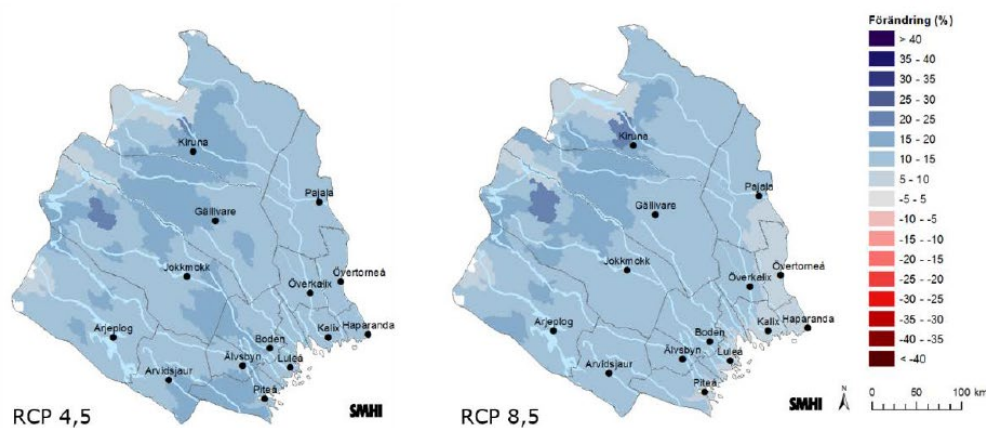 Kiruna
Pajala
Gällivare
Jokkmokk
Överkalix
Övertorneå
Arjeplog
Kalix
Haparanda
Boden
Älvsbyn
Luleå
Arvidsjaur
Piteå
RCP 4,5
SMHI
Kiruna
Pajala
Gällivare
Jokkmokk
Överkalix
Övertorneå
Arjeplog
Kalix
Haparanda
Boden
Älvsbyn
Luleå
Arvidsjaur
Piteå
RCP 8,5
SMHI
Förändring (%)
> 40
35 - 40
30 - 35
25 - 30
20 - 25
15 - 20
10 - 15
5 - 10
-5 - 5
-10 - -5
-15 - -10
-20 - -15
-25 - -20
-30 - -25
-35 - -30
-40 - -35
< -40
N
0 50 100 km